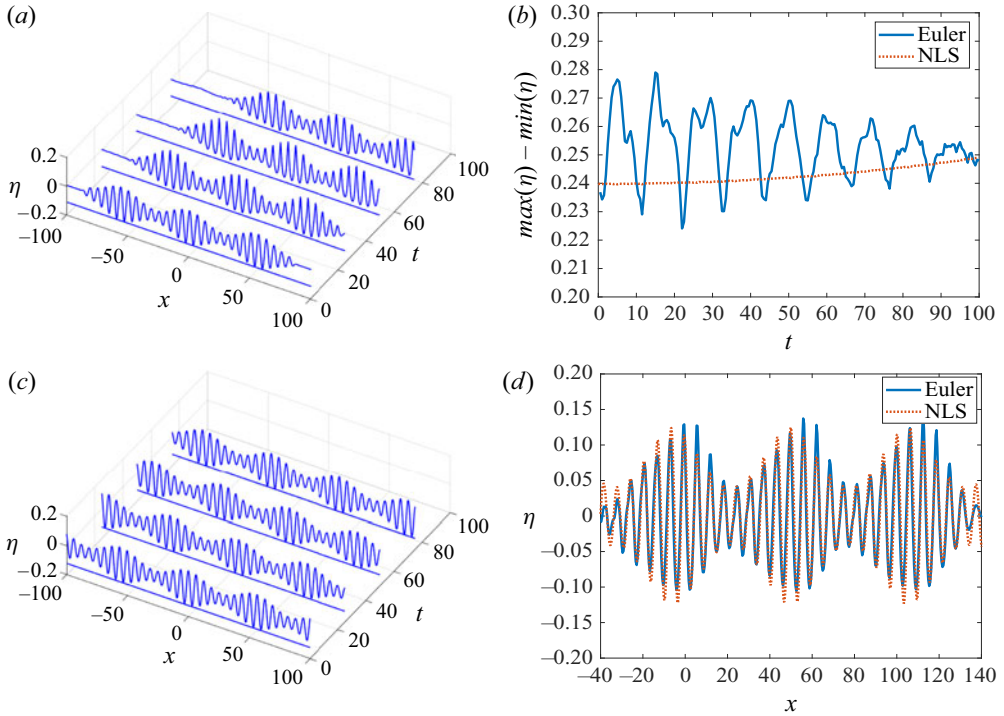 (a)
0.2
η 0
–0.2
–100
–50
0
50
100
x
0
20
40
60
80
100
t
(b)
0.30
0.29
0.28
0.27
0.26
0.25
0.24
0.23
0.22
0.21
0.20
max(η) – min(η)
Euler
NLS
0 10 20 30 40 50 60 70 80 90 100
t
(c)
0.2
η 0
–0.2
–100
–50
0
50
100
x
0
20
40
60
80
100
t
(d)
0.20
0.15
0.10
0.05
η 0
–0.05
–0.10
–0.15
–0.20
Euler
NLS
–40 –20 0 20 40 60 80 100 120 140
x